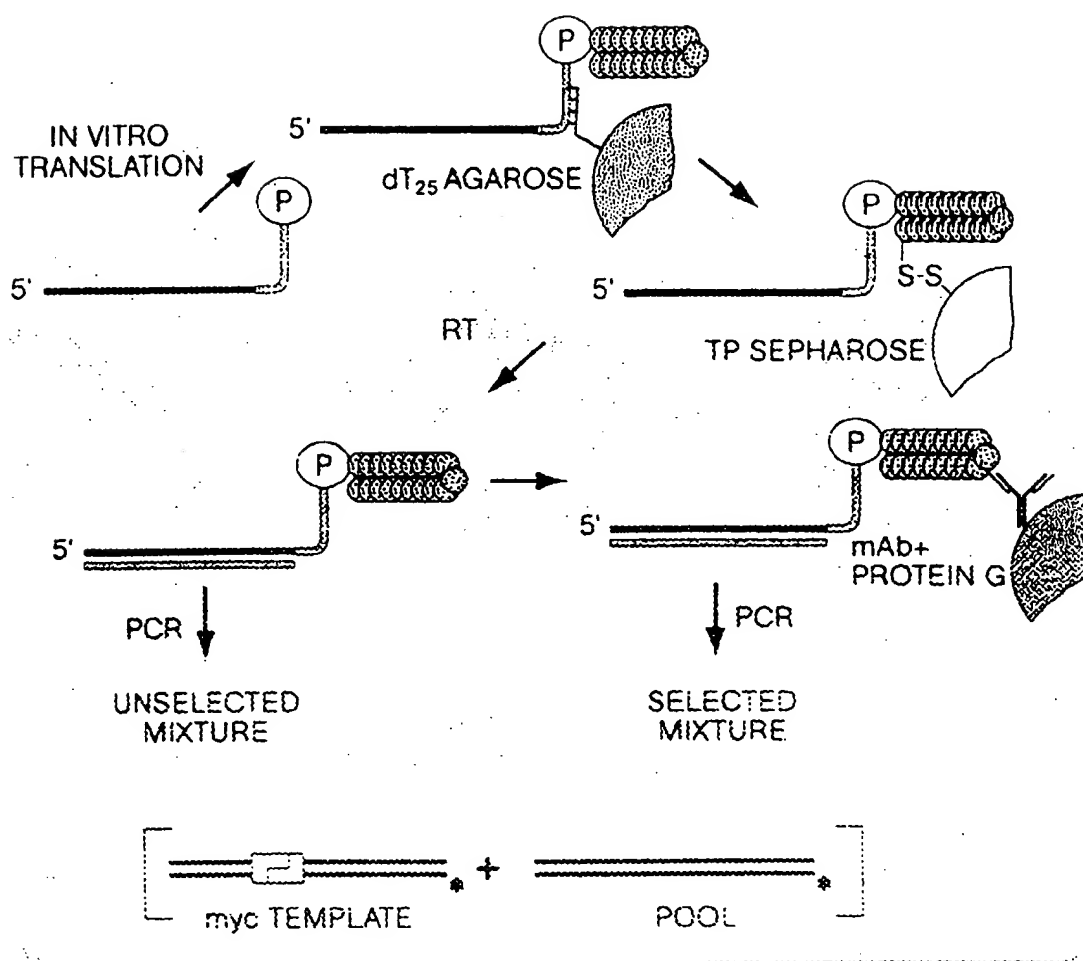 P
5'
IN VITRO
TRANSLATION
dT25 AGAROSE
P
5'
P
5'
S-S
TP SEPHAROSE
RT
P
5'
P
5'
mAb+
PROTEIN G
PCR
UNSELECTED
MIXTURE
PCR
SELECTED
MIXTURE
* + *
myc TEMPLATE
POOL